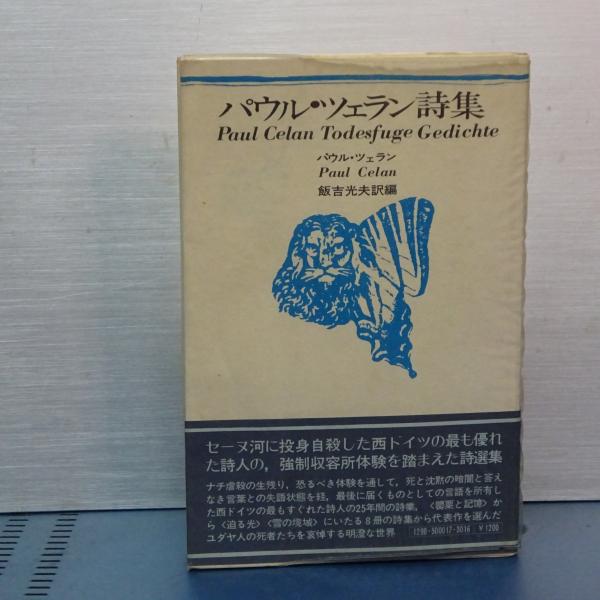 パウル・ツェラン詩集
Paul Celan Todesfuge Gedichte
パウル・ツェラン
Paul Celan
飯吉光夫訳編
セーヌ河に投身自殺した西ドイツの最も優れ
た詩人の，強制収容所体験を踏まえた詩選集
ナチ虐殺の生残り，恐るべき体験を通して，死と沈黙の暗闇と答え
なき言葉との失語状態を経，最後に届くものとしての言語を所有し
た西ドイツの最もすぐれた詩人の25年間の詩業，〈罌粟と記憶〉か
ら〈迫る光〉〈雪の境域〉にいたる8冊の詩集から代表作を選んだ
ユダヤ人の死者たちを哀悼する明澄な世界
1298-500017-3016 ￥1200